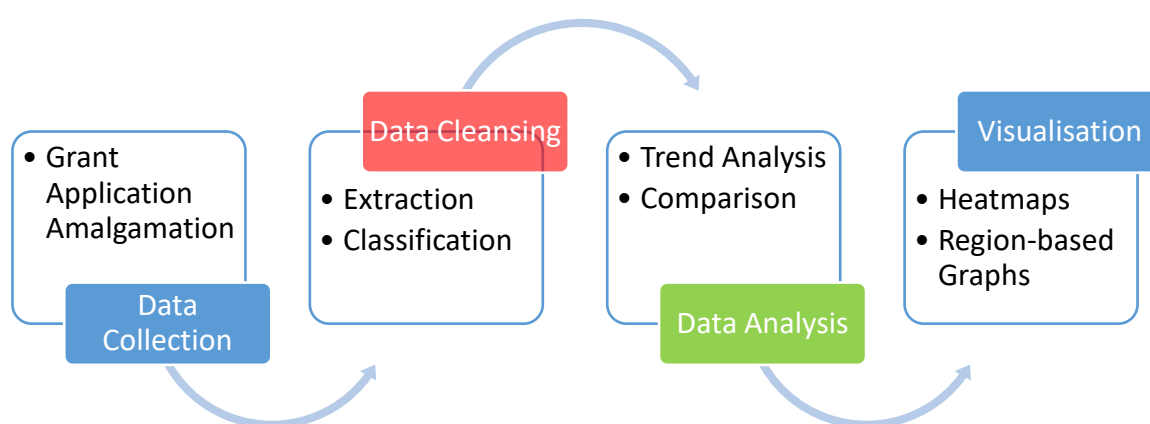 • Grant
Application
Amalgamation
Data
Collection
Data Cleansing
• Extraction
• Classification
• Trend Analysis
• Comparison
Data Analysis
Visualisation
• Heatmaps
• Region-based
Graphs